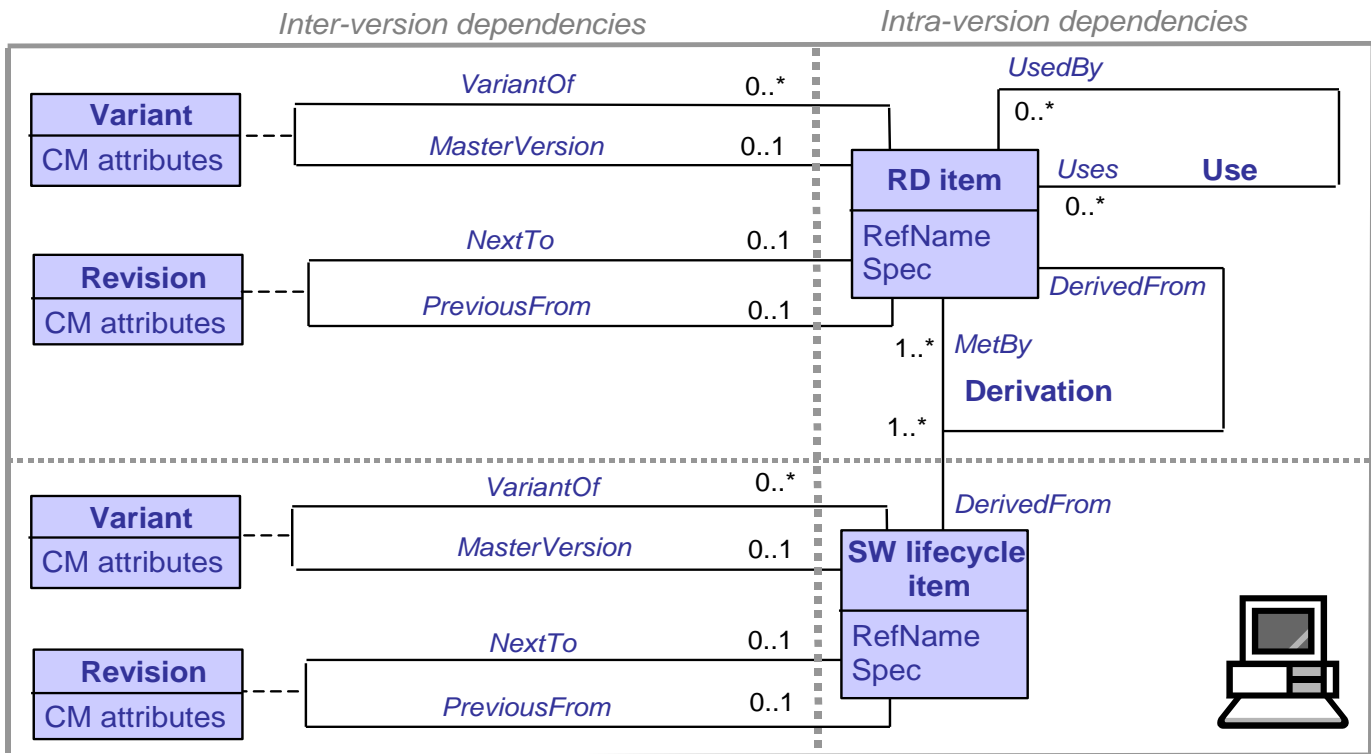 Inter-version dependencies
Intra-version dependencies
VariantOf
0..*
UsedBy
0..*
Variant
CM attributes
MasterVersion
0..1
RD item
RefName
Spec
Uses
Use
0..*
NextTo
0..1
Revision
CM attributes
PreviousFrom
0..1
DerivedFrom
1..*
MetBy
Derivation
1..*
VariantOf
0..*
DerivedFrom
Variant
CM attributes
MasterVersion
0..1
SW lifecycle
item
RefName
Spec
NextTo
0..1
Revision
CM attributes
PreviousFrom
0..1